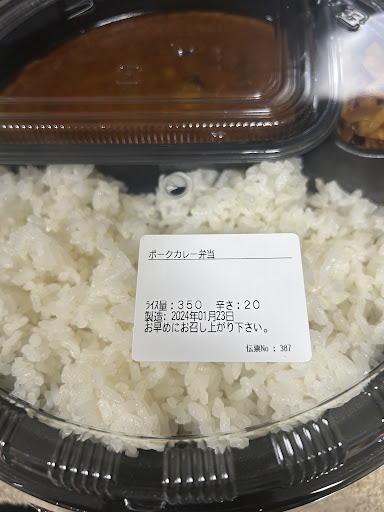 ポークカレー弁当
ﾗｲｽ量：３５０　辛さ：２０
製造：2024年01月23日
お早めにお召し上がり下さい。
伝票No : 387